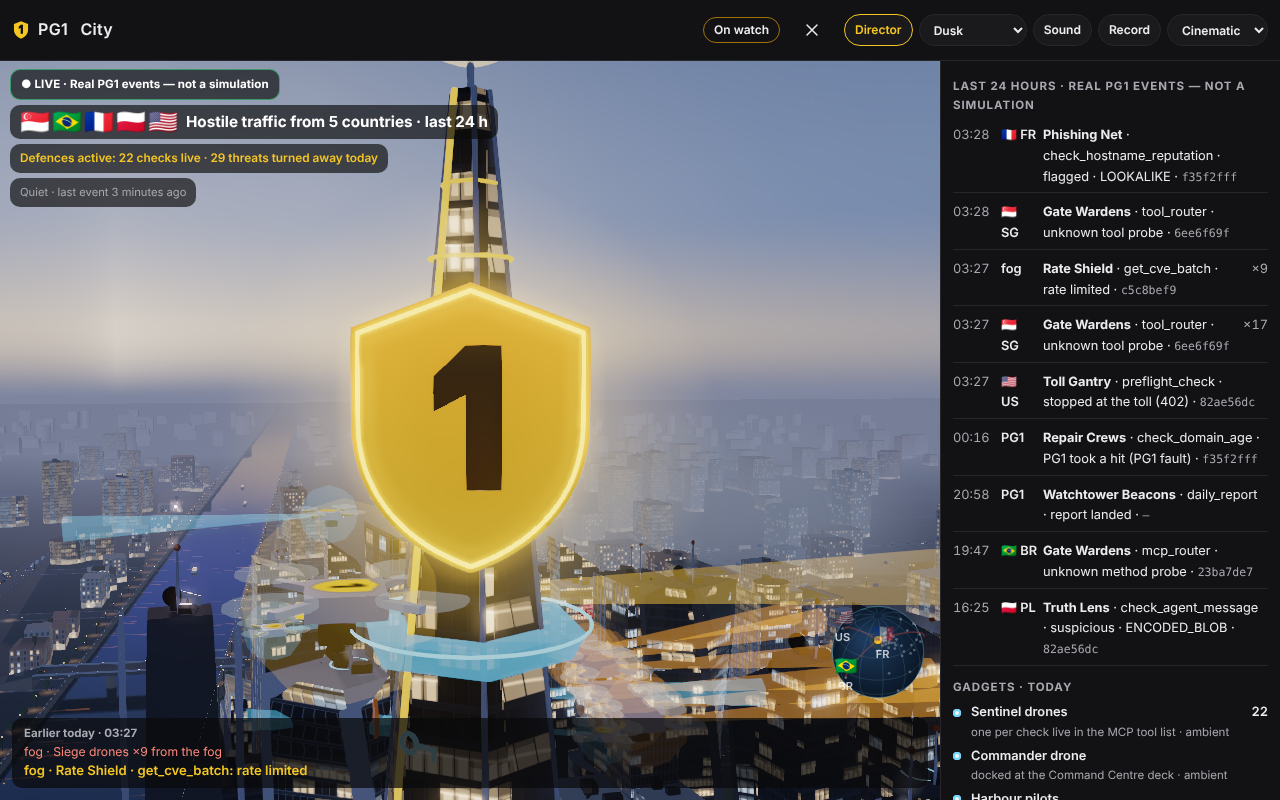 1 PG1 City
On watch
Director
Dusk
Sound
Record
Cinematic
LIVE · Real PG1 events — not a simulation
Hostile traffic from 5 countries · last 24 h
Defences active: 22 checks live · 29 threats turned away today
Quiet · last event 3 minutes ago
1
US
FR
BR
Earlier today · 03:27
fog · Siege drones ×9 from the fog
fog · Rate Shield · get_cve_batch: rate limited
LAST 24 HOURS · REAL PG1 EVENTS — NOT A
SIMULATION
03:28 FR Phishing Net ·
check_hostname_reputation ·
flagged · LOOKALIKE · f35f2fff
03:28 SG Gate Wardens · tool_router ·
unknown tool probe · 6ee6f69f
03:27 fog Rate Shield · get_cve_batch · ×9
rate limited · c5c8bef9
03:27 SG Gate Wardens · tool_router · ×17
unknown tool probe · 6ee6f69f
03:27 US Toll Gantry · preflight_check ·
stopped at the toll (402) · 82ae56dc
00:16 PG1 Repair Crews · check_domain_age ·
PG1 took a hit (PG1 fault) · f35f2fff
20:58 PG1 Watchtower Beacons · daily_report
· report landed · —
19:47 BR Gate Wardens · mcp_router ·
unknown method probe · 23ba7de7
16:25 PL Truth Lens · check_agent_message
· suspicious · ENCODED_BLOB ·
82ae56dc
GADGETS · TODAY
Sentinel drones 22
one per check live in the MCP tool list · ambient
Commander drone
docked at the Command Centre deck · ambient
Harbour pilots